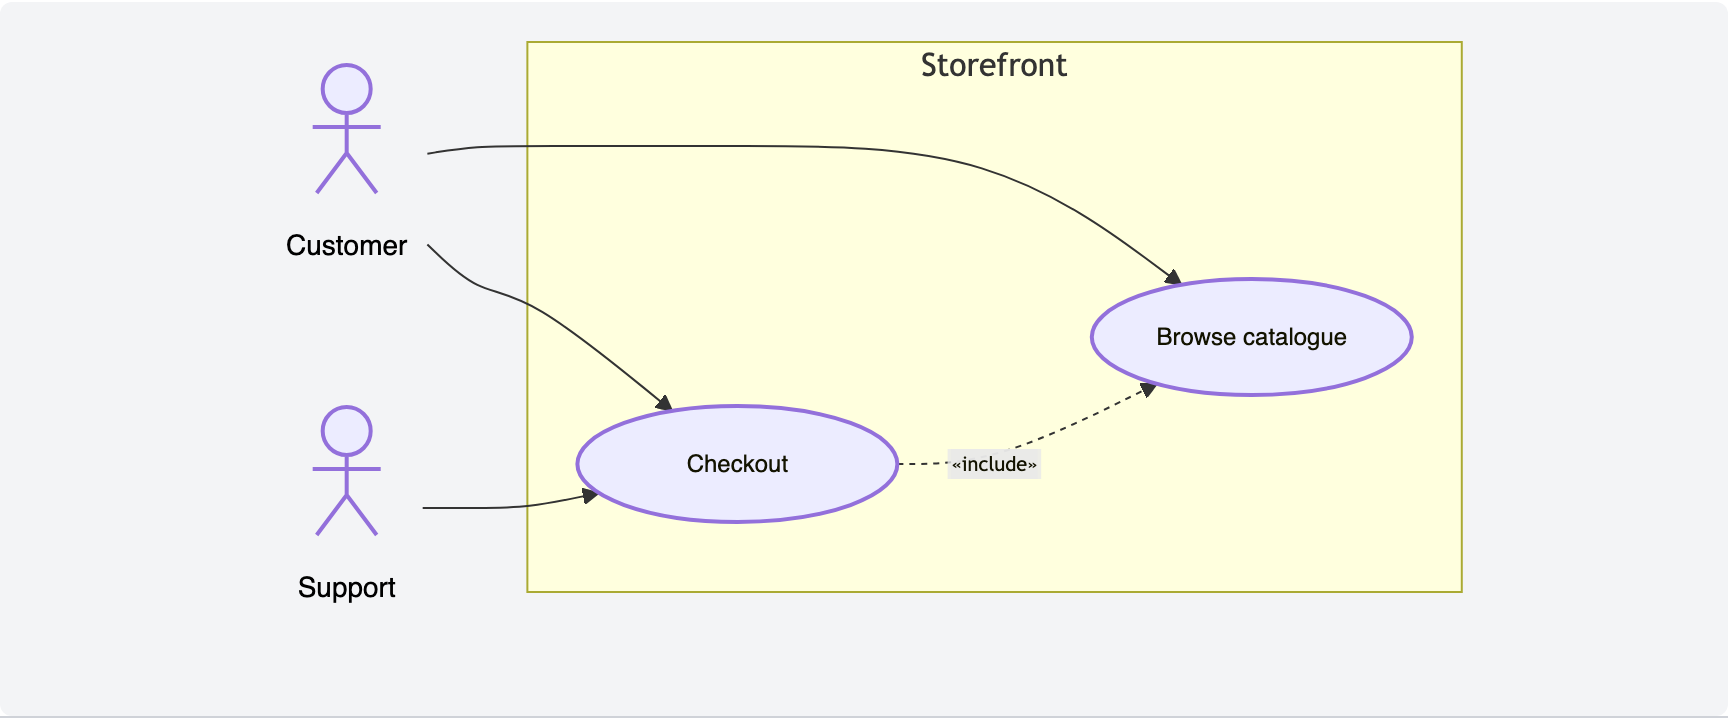 Storefront
Customer
Browse catalogue
Checkout
«include»
Support